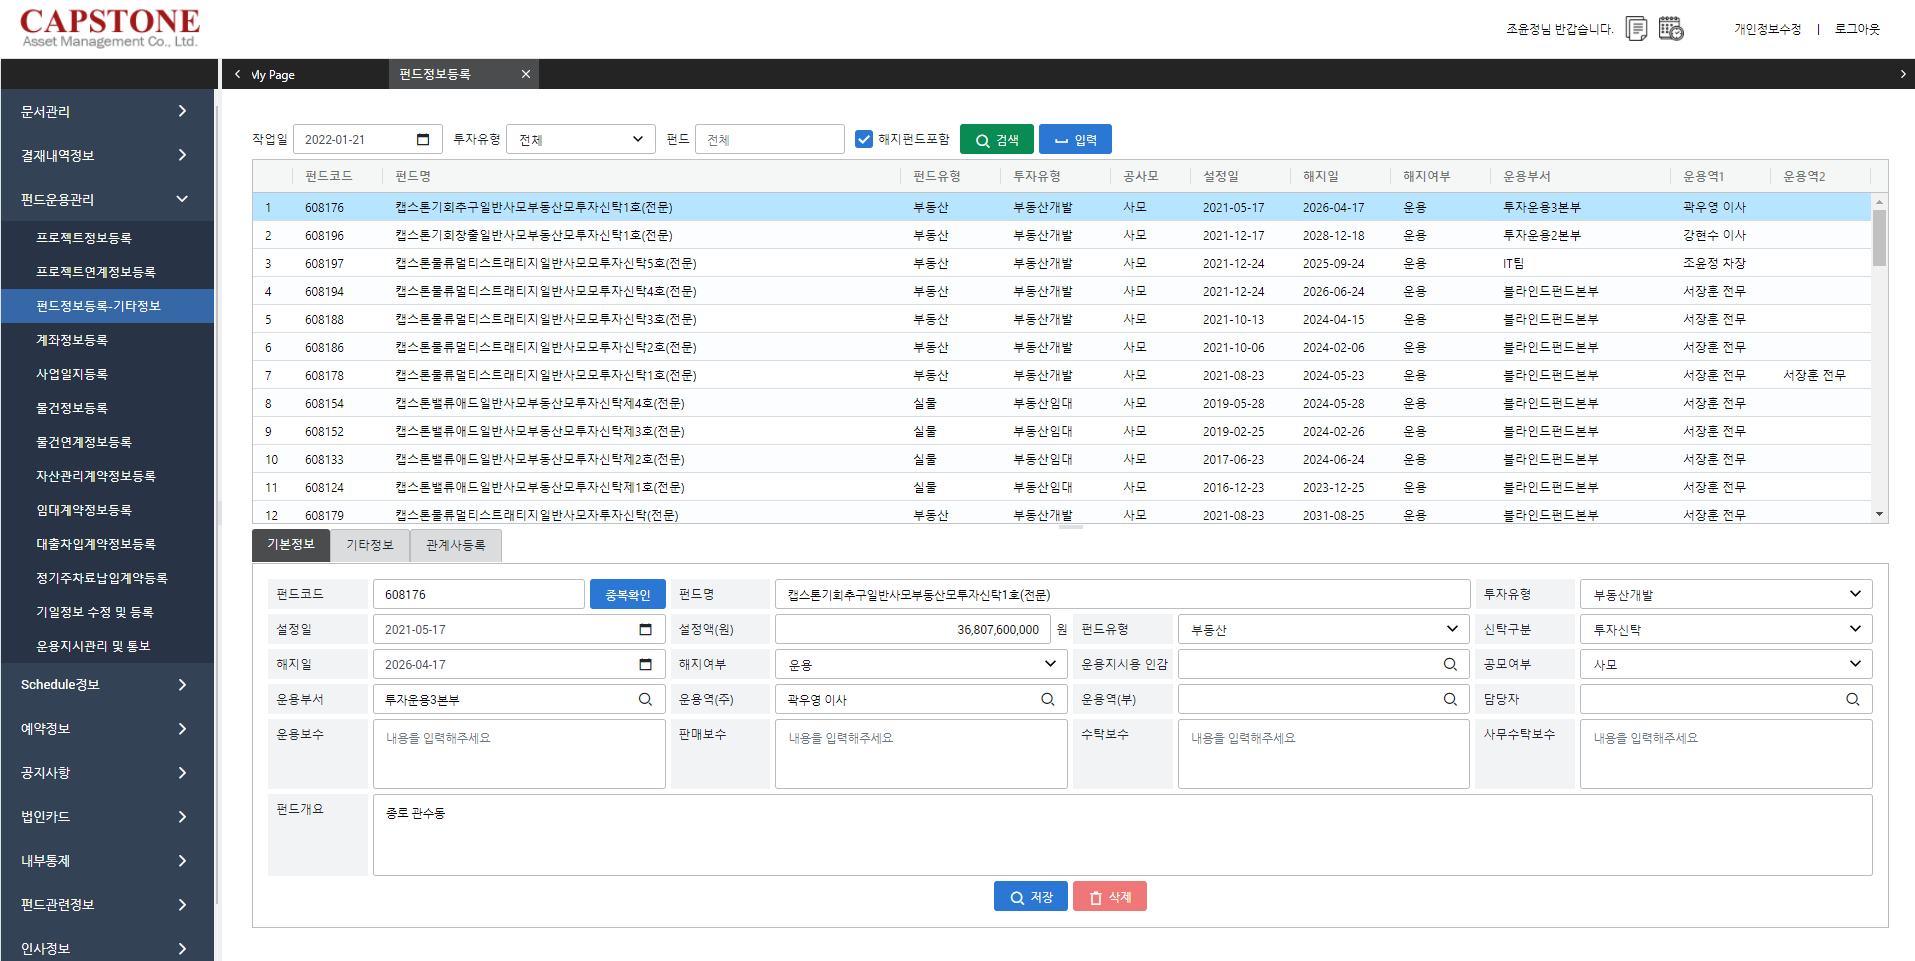 CAPSTONE
Asset Management Co., Ltd.
조윤정님 반갑습니다.
개인정보수정 | 로그아웃
My Page
펀드정보등록
문서관리
결재내역정보
펀드운용관리
프로젝트정보등록
프로젝트연계정보등록
펀드정보등록-기타정보
계좌정보등록
사업일지등록
물건정보등록
물건연계정보등록
자산관리계약정보등록
임대계약정보등록
대출차입계약정보등록
정기주차료납입계약등록
기일정보 수정 및 등록
운용지시관리 및 통보
Schedule정보
예약정보
공지사항
법인카드
내부통제
펀드관련정보
인사정보
작업일 2022-01-21 투자유형 전체 펀드 전체 해지펀드포함 검색 입력
펀드코드 펀드명 펀드유형 투자유형 공사모 설정일 해지일 해지여부 운용부서 운용역1 운용역2
1 608176 캡스톤기회추구일반사모부동산모투자신탁1호(전문) 부동산 부동산개발 사모 2021-05-17 2026-04-17 운용 투자운용3본부 곽우영 이사
2 608196 캡스톤기회창출일반사모부동산모투자신탁1호(전문) 부동산 부동산개발 사모 2021-12-17 2028-12-18 운용 투자운용2본부 강현수 이사
3 608197 캡스톤물류멀티스트래티지일반사모모투자신탁5호(전문) 부동산 부동산개발 사모 2021-12-24 2025-09-24 운용 IT팀 조윤정 차장
4 608194 캡스톤물류멀티스트래티지일반사모모투자신탁4호(전문) 부동산 부동산개발 사모 2021-12-24 2026-06-24 운용 블라인드펀드본부 서장훈 전무
5 608188 캡스톤물류멀티스트래티지일반사모모투자신탁3호(전문) 부동산 부동산개발 사모 2021-10-13 2024-04-15 운용 블라인드펀드본부 서장훈 전무
6 608186 캡스톤물류멀티스트래티지일반사모모투자신탁2호(전문) 부동산 부동산개발 사모 2021-10-06 2024-02-06 운용 블라인드펀드본부 서장훈 전무
7 608178 캡스톤물류멀티스트래티지일반사모모투자신탁1호(전문) 부동산 부동산개발 사모 2021-08-23 2024-05-23 운용 블라인드펀드본부 서장훈 전무 서장훈 전무
8 608154 캡스톤밸류애드일반사모부동산모투자신탁제4호(전문) 실물 부동산임대 사모 2019-05-28 2024-05-28 운용 블라인드펀드본부 서장훈 전무
9 608152 캡스톤밸류애드일반사모부동산모투자신탁제3호(전문) 실물 부동산임대 사모 2019-02-25 2024-02-26 운용 블라인드펀드본부 서장훈 전무
10 608133 캡스톤밸류애드일반사모부동산모투자신탁제2호(전문) 실물 부동산임대 사모 2017-06-23 2024-06-24 운용 블라인드펀드본부 서장훈 전무
11 608124 캡스톤밸류애드일반사모부동산모투자신탁제1호(전문) 실물 부동산임대 사모 2016-12-23 2023-12-25 운용 블라인드펀드본부 서장훈 전무
12 608179 캡스톤물류멀티스트래티지일반사모자투자신탁(전문) 부동산 부동산개발 사모 2021-08-23 2031-08-25 운용 블라인드펀드본부 서장훈 전무
기본정보 기타정보 관계사등록
펀드코드 608176 중복확인 펀드명 캡스톤기회추구일반사모부동산모투자신탁1호(전문) 투자유형 부동산개발
설정일 2021-05-17 설정액(원) 36,807,600,000 원 펀드유형 부동산 신탁구분 투자신탁
해지일 2026-04-17 해지여부 운용 운용지시용 인감 공모여부 사모
운용부서 투자운용3본부 운용역(주) 곽우영 이사 운용역(부) 담당자
운용보수 내용을 입력해주세요 판매보수 내용을 입력해주세요 수탁보수 내용을 입력해주세요 사무수탁보수 내용을 입력해주세요
펀드개요 종로 관수동
저장 삭제